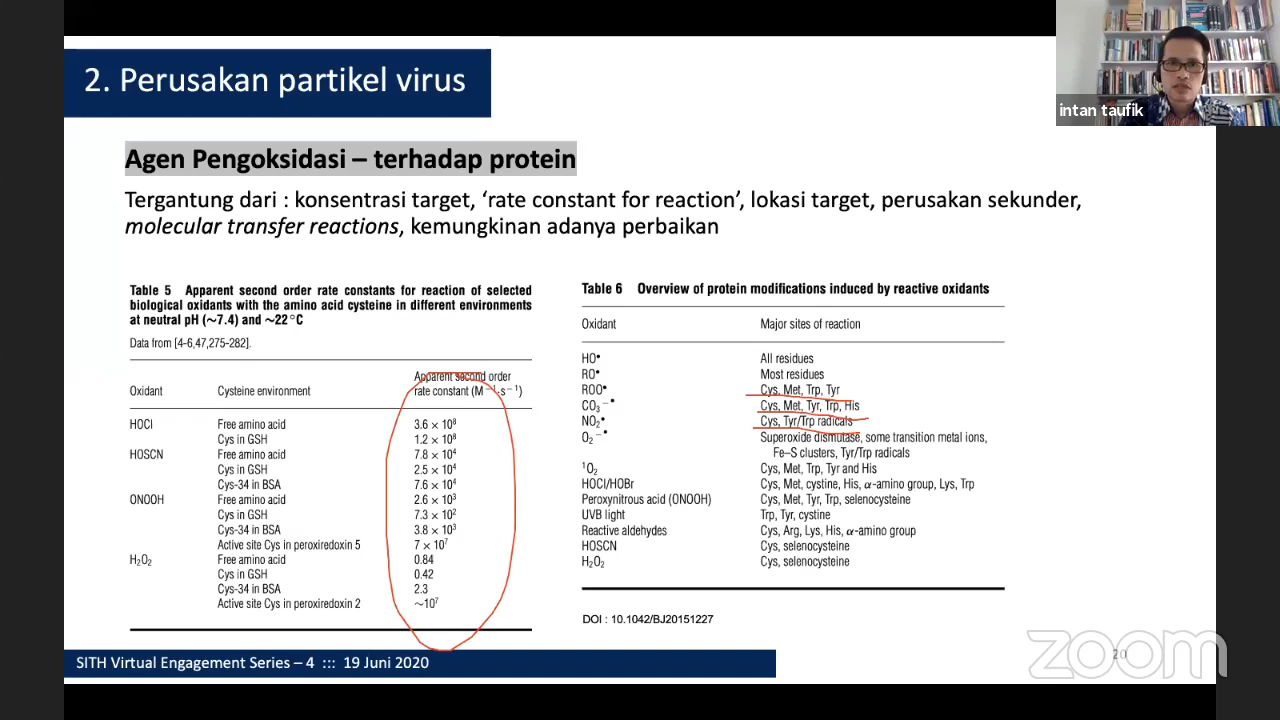 2. Perusakan partikel virus
intan taufik
Agen Pengoksidasi – terhadap protein
Tergantung dari : konsentrasi target, ‘rate constant for reaction’, lokasi target, perusakan sekunder,
molecular transfer reactions, kemungkinan adanya perbaikan
Table 5 Apparent second order rate constants for reaction of selected
biological oxidants with the amino acid cysteine in different environments
at neutral pH (~7.4) and ~22°C
Data from [4-6,47,275-282].
Apparent second order
Oxidant Cysteine environment rate constant (M⁻¹·s⁻¹)
HOCl Free amino acid 3.6 × 10⁸
Cys in GSH 1.2 × 10⁸
HOSCN Free amino acid 7.8 × 10⁴
Cys in GSH 2.5 × 10⁴
Cys-34 in BSA 7.6 × 10⁴
ONOOH Free amino acid 2.6 × 10³
Cys in GSH 7.3 × 10²
Cys-34 in BSA 3.8 × 10³
Active site Cys in peroxiredoxin 5 7 × 10⁷
H₂O₂ Free amino acid 0.84
Cys in GSH 0.42
Cys-34 in BSA 2.3
Active site Cys in peroxiredoxin 2 ~10⁷
Table 6 Overview of protein modifications induced by reactive oxidants
Oxidant Major sites of reaction
HO• All residues
RO• Most residues
ROO• Cys, Met, Trp, Tyr
CO₃⁻• Cys, Met, Tyr, Trp, His
NO₂• Cys, Tyr/Trp radicals
O₂⁻• Superoxide dismutase, some transition metal ions,
Fe–S clusters, Tyr/Trp radicals
¹O₂ Cys, Met, Trp, Tyr and His
HOCl/HOBr Cys, Met, cystine, His, α-amino group, Lys, Trp
Peroxynitrous acid (ONOOH) Cys, Met, Tyr, Trp, selenocysteine
UVB light Trp, Tyr, cystine
Reactive aldehydes Cys, Arg, Lys, His, α-amino group
HOSCN Cys, selenocysteine
H₂O₂ Cys, selenocysteine
DOI : 10.1042/BJ20151227
SITH Virtual Engagement Series – 4 ::: 19 Juni 2020
20
zoom